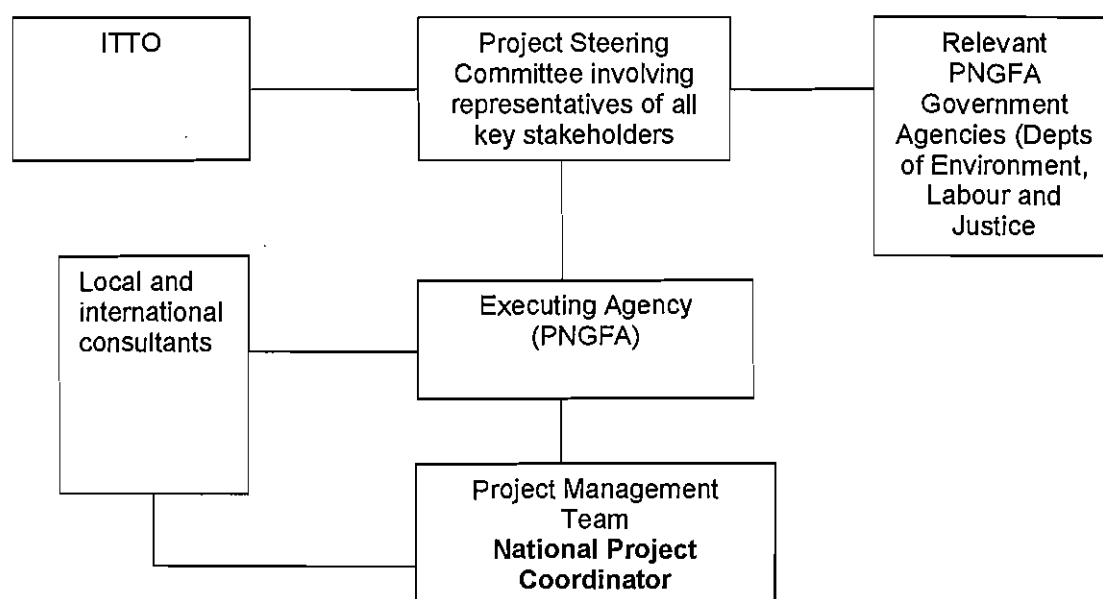 ITTO
Project Steering
Committee involving
representatives of all
key stakeholders
Relevant
PNGFA
Government
Agencies (Depts
of Environment,
Labour and
Justice
Local and
international
consultants
Executing Agency
(PNGFA)
Project Management
Team
National Project
Coordinator